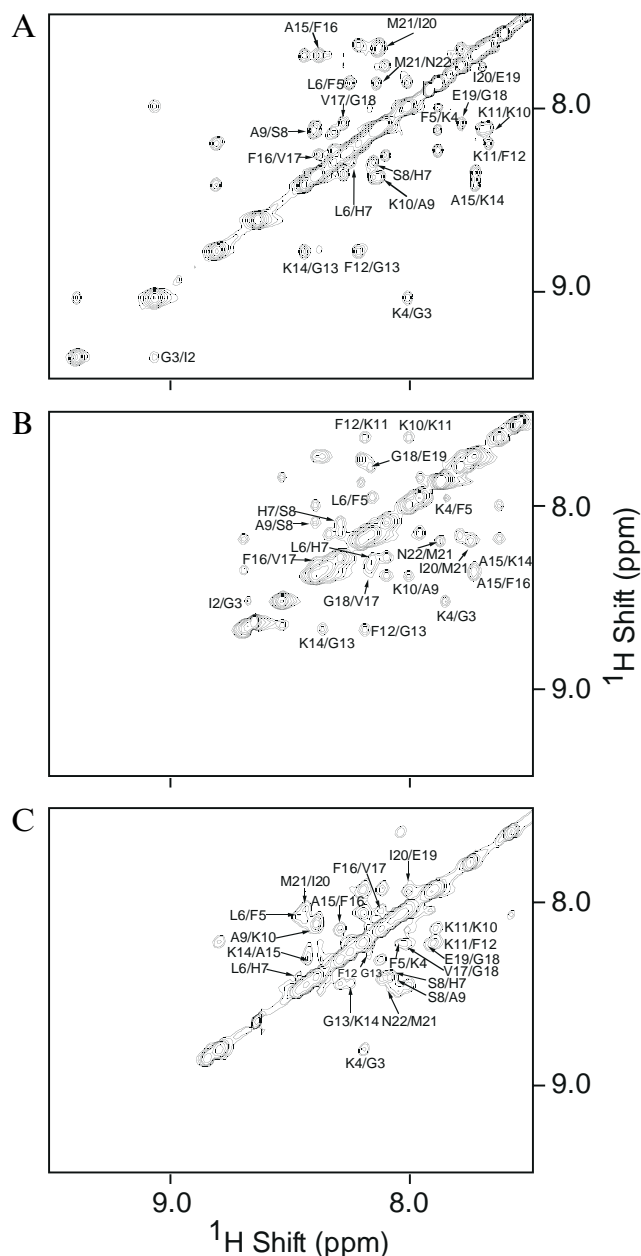 A
A15/F16
M21/I20
M21/N22
L6/F5
I20/E19
V17/G18
E19/G18
8.0
F5/K4
K11/K10
A9/S8
F16/V17
K11/F12
S8/H7
L6/H7
K10/A9
A15/K14
K14/G13
F12/G13
9.0
K4/G3
G3/I2
B
F12/K11
K10/K11
G18/E19
L6/F5
K4/F5
8.0
H7/S8
A9/S8
L6/H7
N22/M21
F16/V17
I20/M21
A15/K14
K10/A9
A15/F16
G18/V17
I2/G3
K4/G3
K14/G13
F12/G13
9.0
¹H Shift (ppm)
C
F16/V17
I20/E19
M21/I20
A15/F16
L6/F5
8.0
A9/K10
K11/K10
K14/A15
K11/F12
E19/G18
L6/H7
F12 G13
F5/K4
V17/G18
S8/H7
S8/A9
G13/K14
N22/M21
K4/G3
9.0
9.0 8.0
¹H Shift (ppm)